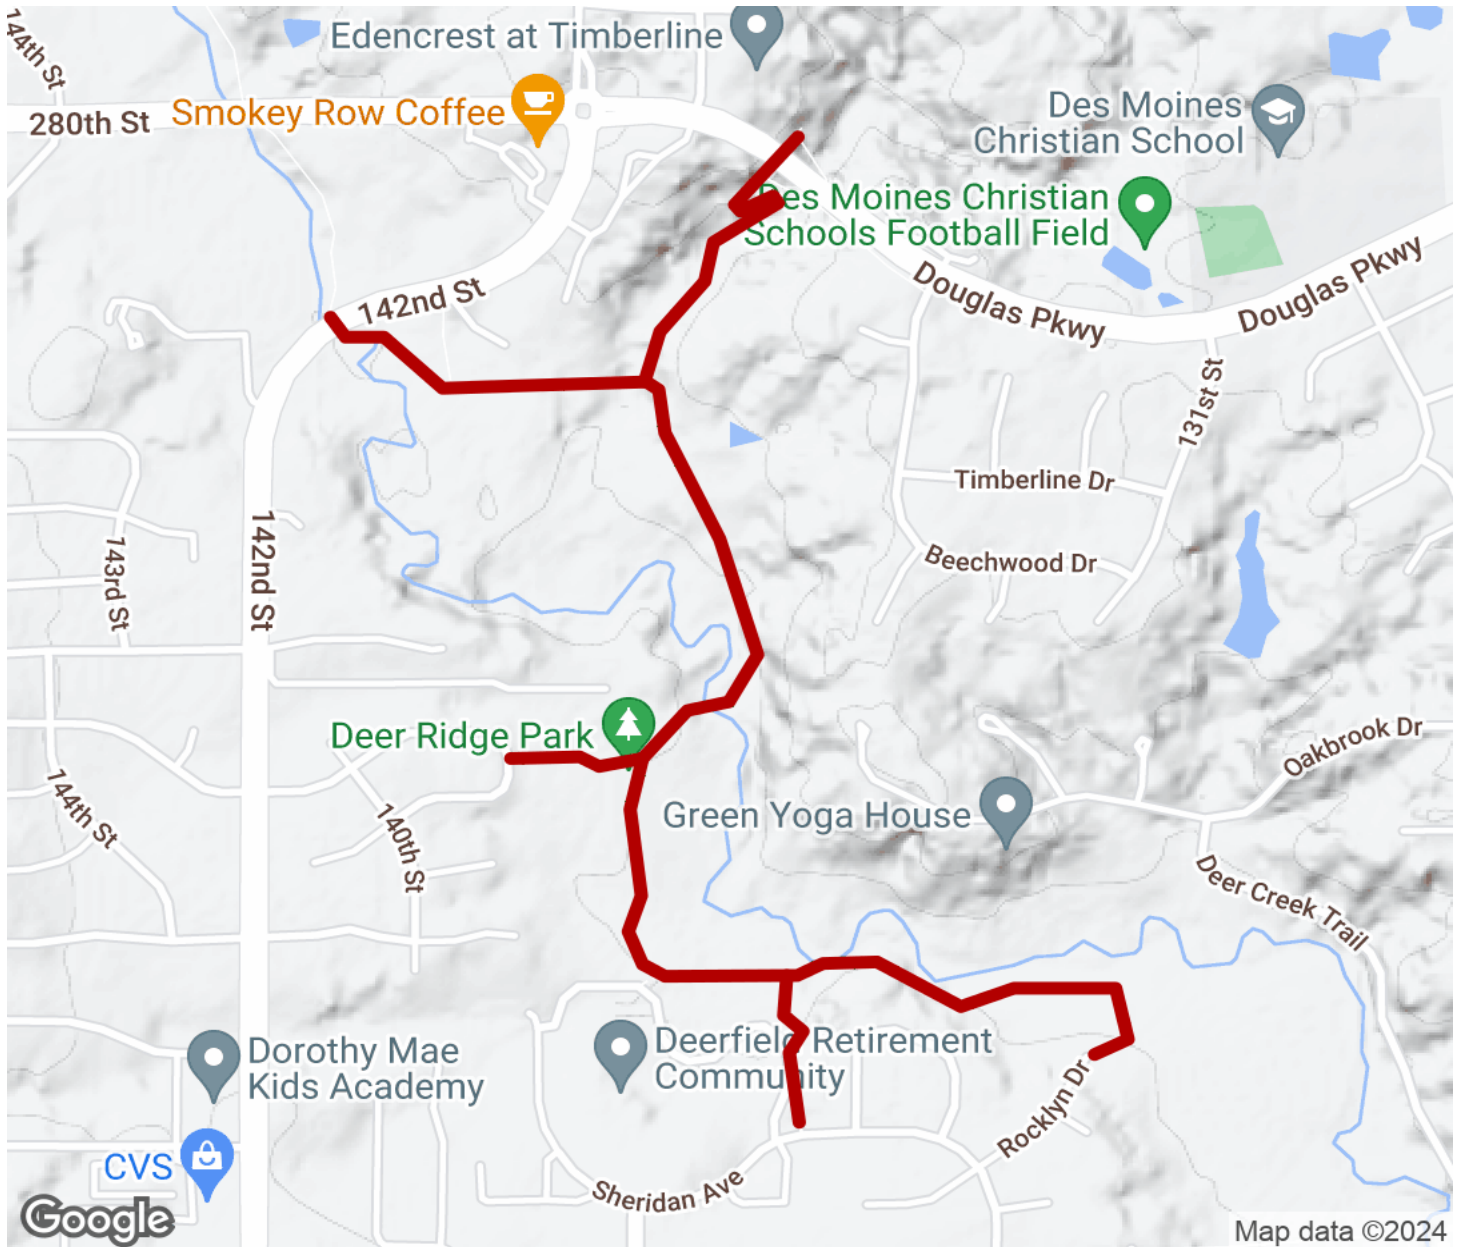 144th St
Edencrest at Timberline
280th St
Smokey Row Coffee
Des Moines
Christian School
Des Moines Christian
Schools Football Field
142nd St
Douglas Pkwy
Douglas Pkwy
131st St
Timberline Dr
142nd St
143rd St
Beechwood Dr
Deer Ridge Park
Oakbrook Dr
144th St
140th St
Green Yoga House
Deer Creek Trail
Dorothy Mae
Kids Academy
Deerfield Retirement
Community
Rocklyn Dr
CVS
Sheridan Ave
Google
Map data ©2024